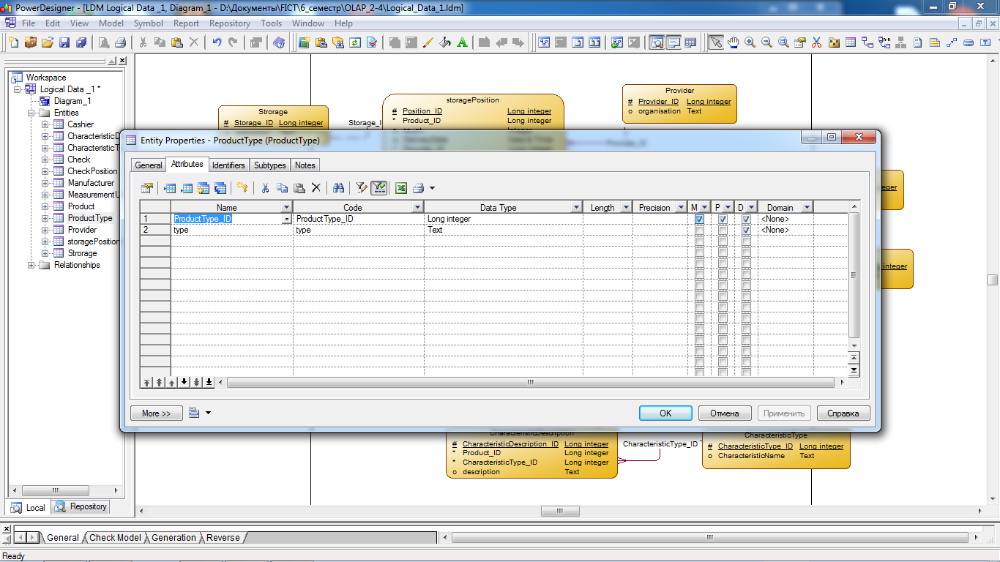 PowerDesigner - [LDM Logical Data _1, Diagram_1 - D:\Документы\FICT\6_семестр\OLAP_2-4\Logical_Data_1.ldm]
File Edit View Model Symbol Report Repository Tools Window Help
Workspace
Logical Data _1 *
Diagram_1
Entities
Cashier
CharacteristicD
CharacteristicT
Check
CheckPosition
Manufacturer
MeasurementU
Product
ProductType
Provider
storagePosition
Strorage
Relationships
Local Repository
Strorage
# Storage_ID Long integer
Storage_I
storagePosition
# Position_ID Long integer
* Product_ID Long integer
Provider
# Provider_ID Long integer
o organisation Text
Provider_ID
Entity Properties - ProductType (ProductType)
General Attributes Identifiers Subtypes Notes
Name Code Data Type Length Precision M P D Domain
1 ProductType_ID = ProductType_ID Long integer <None>
2 type type Text <None>
More >> OK Отмена Применить Справка
eger
integer
CharacteristicDescription
# CharacteristicDescription_ID Long integer
* Product_ID Long integer
* CharacteristicType_ID Long integer
o description Text
CharacteristicType_ID
CharacteristicType
# CharacteristicType_ID Long integer
o CharacteristicName Text
General Check Model Generation Reverse
Ready